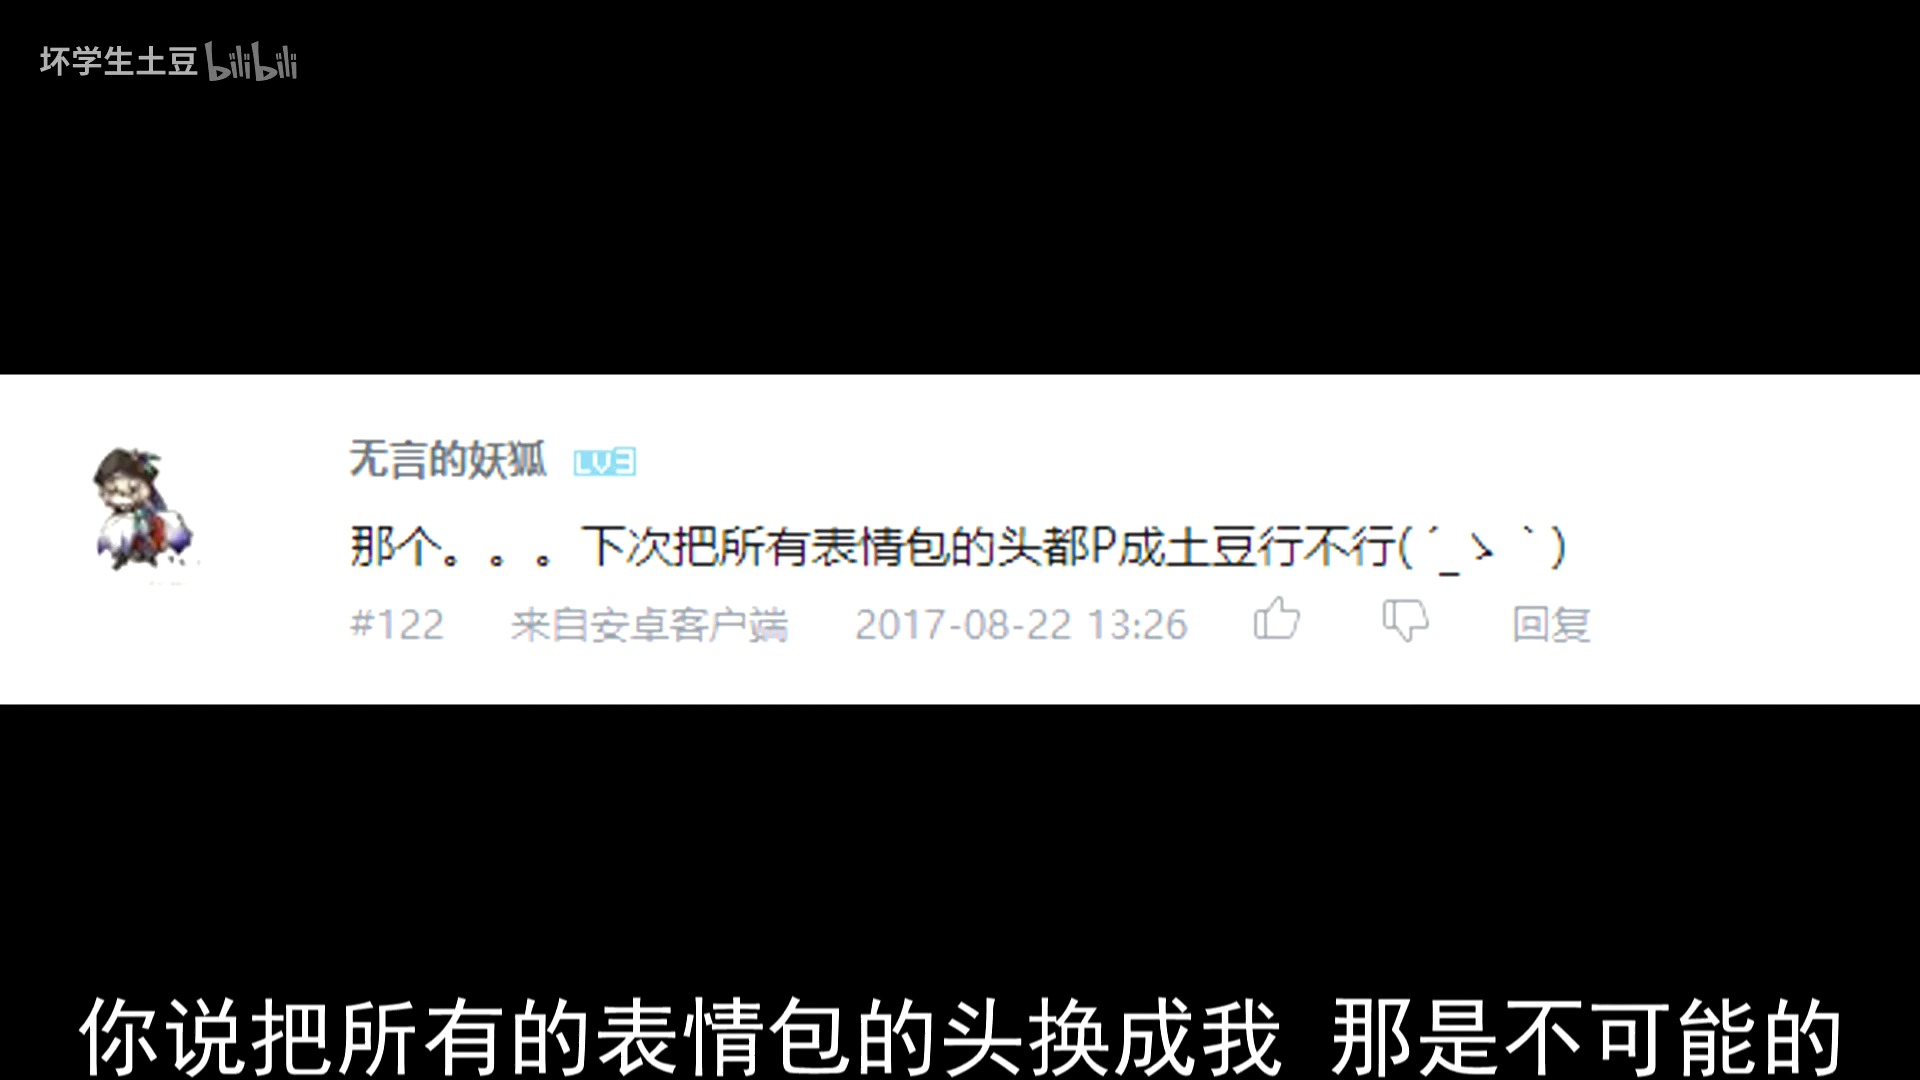 坏学生土豆 bilibili
无言的妖狐 LV3
那个。。。下次把所有表情包的头都P成土豆行不行(´_ゝ｀)
#122 来自安卓客户端 2017-08-22 13:26 回复
你说把所有的表情包的头换成我 那是不可能的